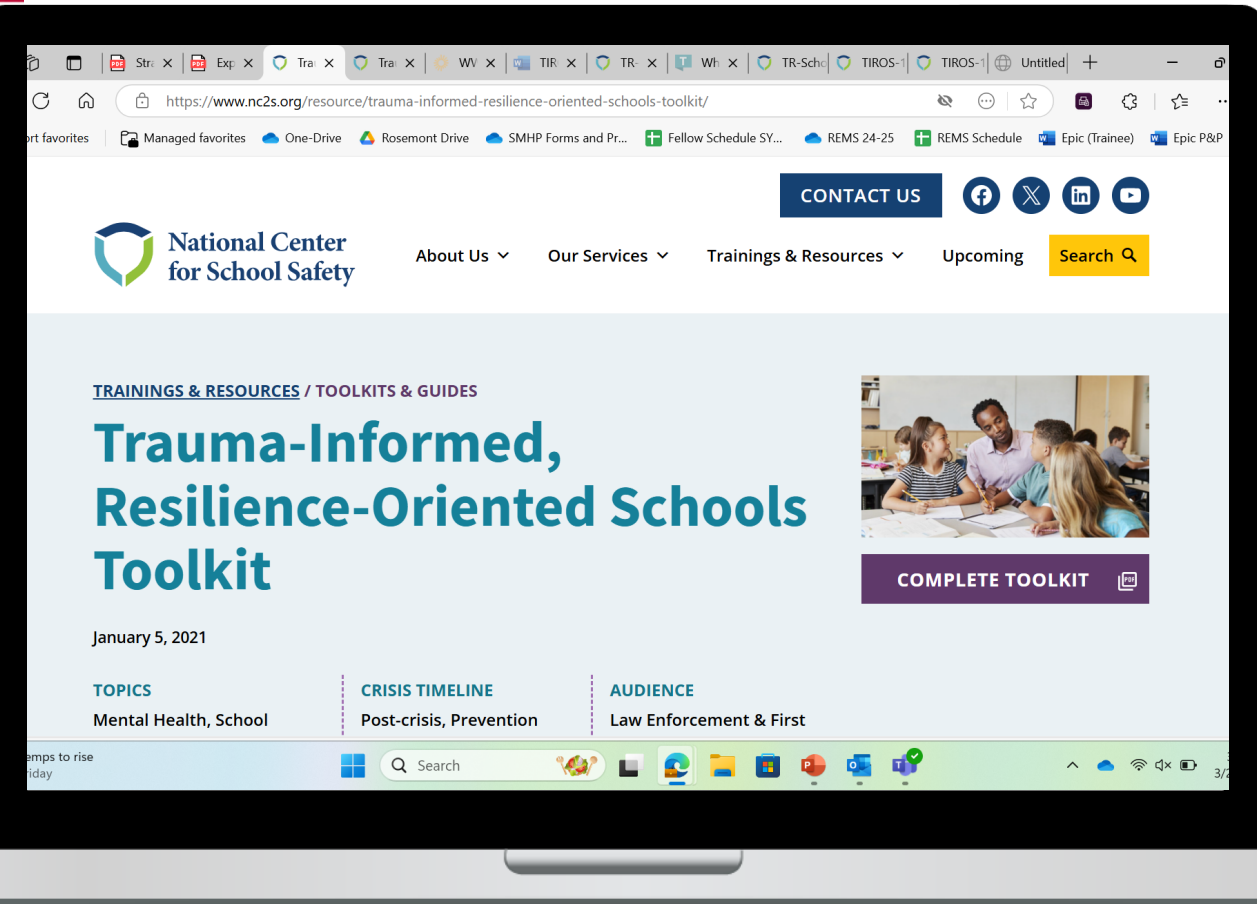 Stra Exp Tra Tra WV TIR TR- Wh TR-Scho TIROS-1 TIROS-1 Untitled
https://www.nc2s.org/resource/trauma-informed-resilience-oriented-schools-toolkit/
ort favorites Managed favorites One-Drive Rosemont Drive SMHP Forms and Pr... Fellow Schedule SY... REMS 24-25 REMS Schedule Epic (Trainee) Epic P&P
CONTACT US
National Center
for School Safety
About Us Our Services Trainings & Resources Upcoming Search
TRAININGS & RESOURCES / TOOLKITS & GUIDES
Trauma-Informed,
Resilience-Oriented Schools
Toolkit
COMPLETE TOOLKIT
January 5, 2021
TOPICS CRISIS TIMELINE AUDIENCE
Mental Health, School Post-crisis, Prevention Law Enforcement & First
emps to rise
riday
Search